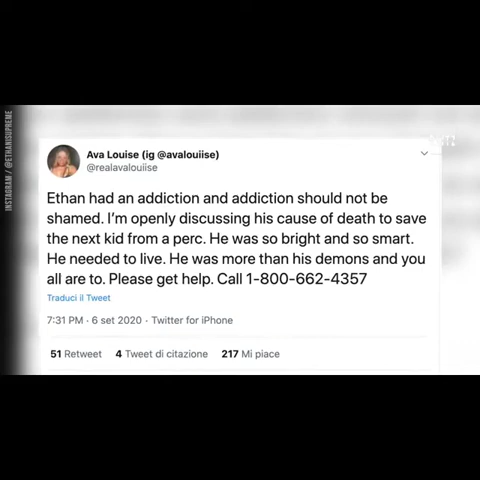 INSTAGRAM / @ETHANISUPREME
Ava Louise (ig @avalouiise)
@realavalouiise
Ethan had an addiction and addiction should not be
shamed. I'm openly discussing his cause of death to save
the next kid from a perc. He was so bright and so smart.
He needed to live. He was more than his demons and you
all are to. Please get help. Call 1-800-662-4357
Traduci il Tweet
7:31 PM · 6 set 2020 · Twitter for iPhone
51 Retweet 4 Tweet di citazione 217 Mi piace